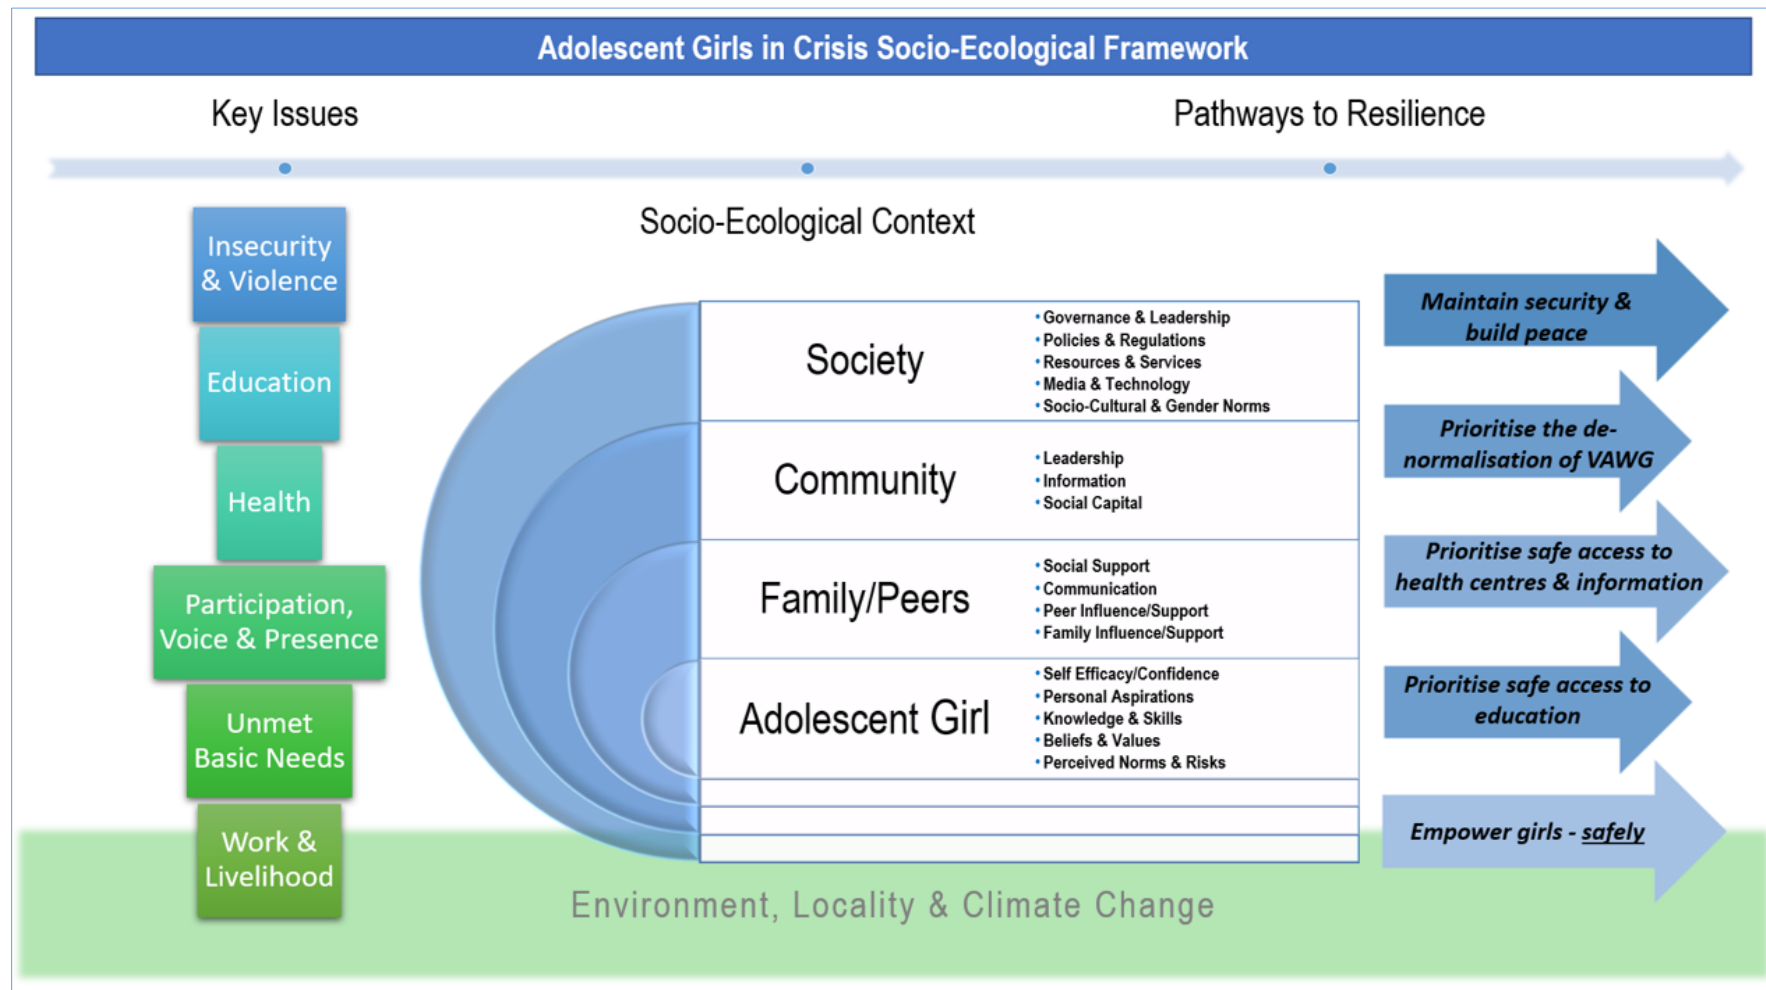 Adolescent Girls in Crisis Socio-Ecological Framework
Key Issues
Pathways to Resilience
Socio-Ecological Context
Insecurity
& Violence
Education
Health
Participation,
Voice & Presence
Unmet
Basic Needs
Work &
Livelihood
Society
• Governance & Leadership
• Policies & Regulations
• Resources & Services
• Media & Technology
• Socio-Cultural & Gender Norms
Community
• Leadership
• Information
• Social Capital
Family/Peers
• Social Support
• Communication
• Peer Influence/Support
• Family Influence/Support
Adolescent Girl
• Self Efficacy/Confidence
• Personal Aspirations
• Knowledge & Skills
• Beliefs & Values
• Perceived Norms & Risks
Maintain security &
build peace
Prioritise the de-
normalisation of VAWG
Prioritise safe access to
health centres & information
Prioritise safe access to
education
Empower girls - safely
Environment, Locality & Climate Change